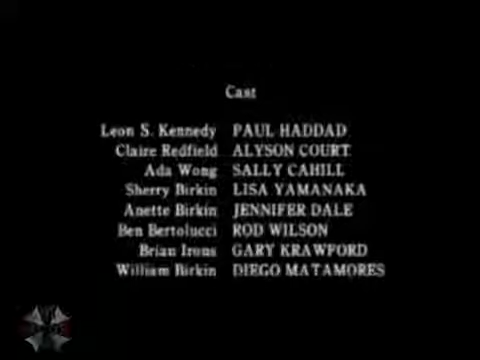 Cast
Leon S. Kennedy PAUL HADDAD
Claire Redfield ALYSON COURT
Ada Wong SALLY CAHILL
Sherry Birkin LISA YAMANAKA
Anette Birkin JENNIFER DALE
Ben Bertolucci ROD WILSON
Brian Irons GARY KRAWFORD
William Birkin DIEGO MATAMORES